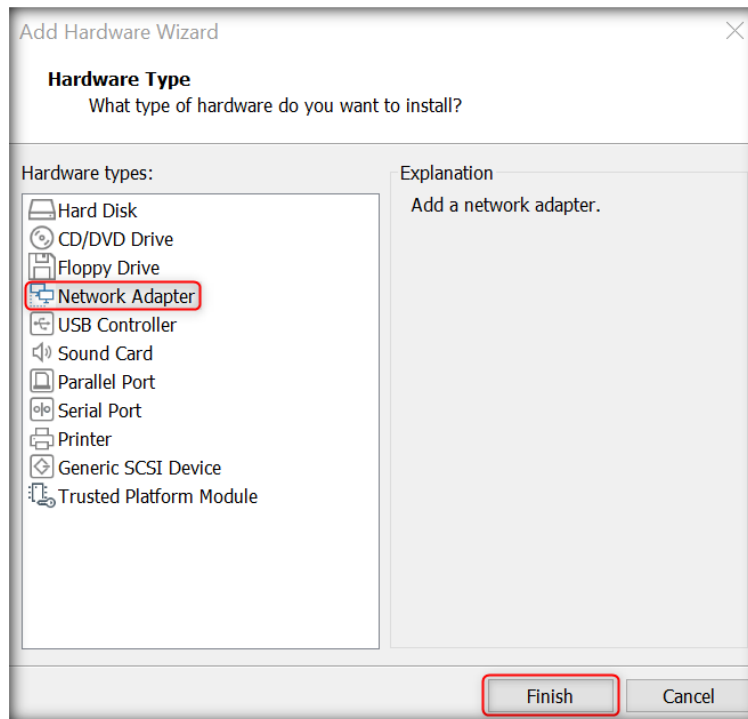 Add Hardware Wizard
Hardware Type
What type of hardware do you want to install?
Hardware types:
Hard Disk
CD/DVD Drive
Floppy Drive
Network Adapter
USB Controller
Sound Card
Parallel Port
Serial Port
Printer
Generic SCSI Device
Trusted Platform Module
Explanation
Add a network adapter.
Finish
Cancel